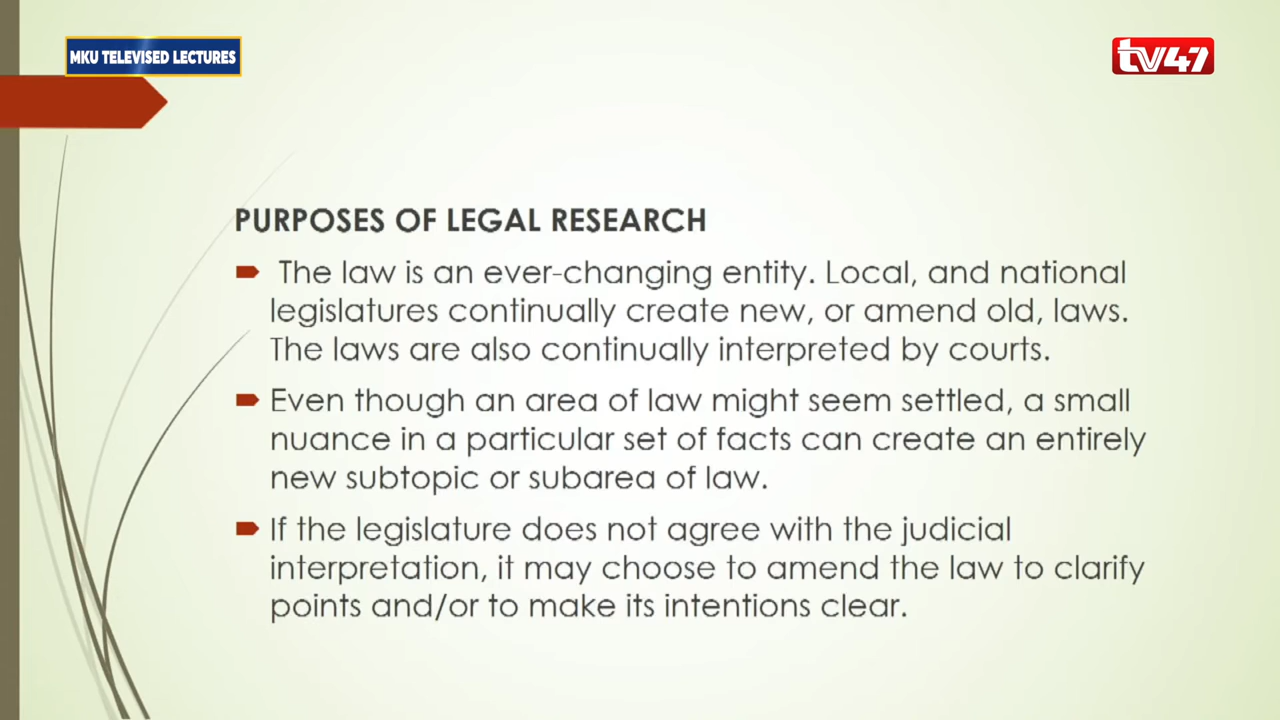 MKU TELEVISED LECTURES
tv47
PURPOSES OF LEGAL RESEARCH
The law is an ever-changing entity. Local, and national
legislatures continually create new, or amend old, laws.
The laws are also continually interpreted by courts.
Even though an area of law might seem settled, a small
nuance in a particular set of facts can create an entirely
new subtopic or subarea of law.
If the legislature does not agree with the judicial
interpretation, it may choose to amend the law to clarify
points and/or to make its intentions clear.